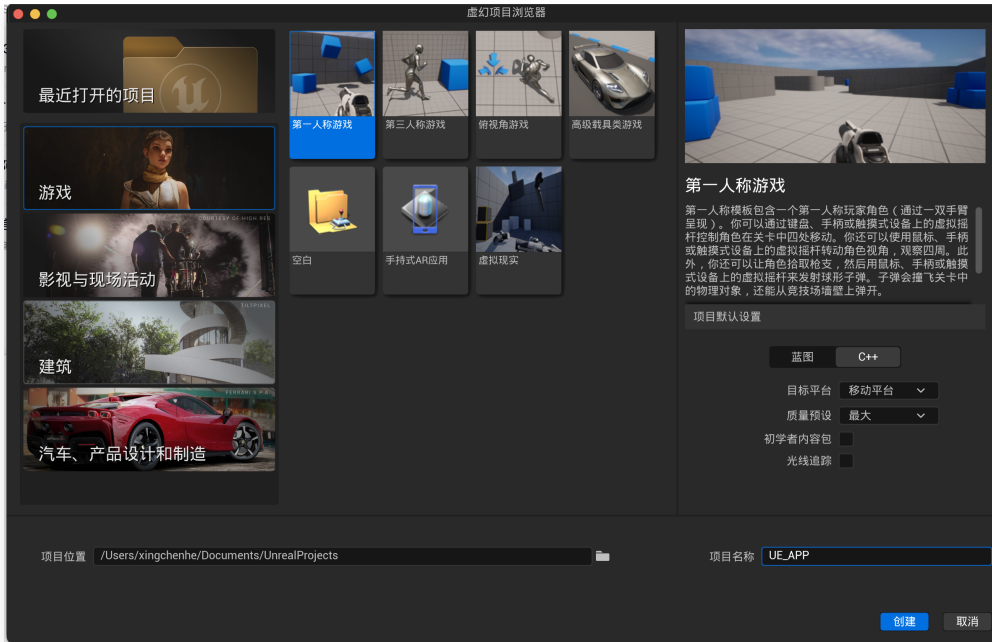 虚幻项目浏览器
最近打开的项目
游戏
COURTESY OF HIGH RES
影视与现场活动
TILTPIXEL
建筑
汽车、产品设计和制造
第一人称游戏
第三人称游戏
俯视角游戏
高级载具类游戏
空白
手持式AR应用
虚拟现实
第一人称游戏
第一人称模板包含一个第一人称玩家角色（通过一双手臂
呈现）。你可以通过键盘、手柄或触摸式设备上的虚拟摇
杆控制角色在关卡中四处移动。你还可以使用鼠标、手柄
或触摸式设备上的虚拟摇杆转动角色视角，观察四周。此
外，你还可以让角色拾取枪支，然后用鼠标、手柄或触摸
式设备上的虚拟摇杆来发射球形子弹。子弹会撞飞关卡中
的物理对象，还能从竞技场墙壁上弹开。
项目默认设置
蓝图 C++
目标平台 移动平台
质量预设 最大
初学者内容包
光线追踪
项目位置 /Users/xingchenhe/Documents/UnrealProjects
项目名称 UE_APP
创建 取消